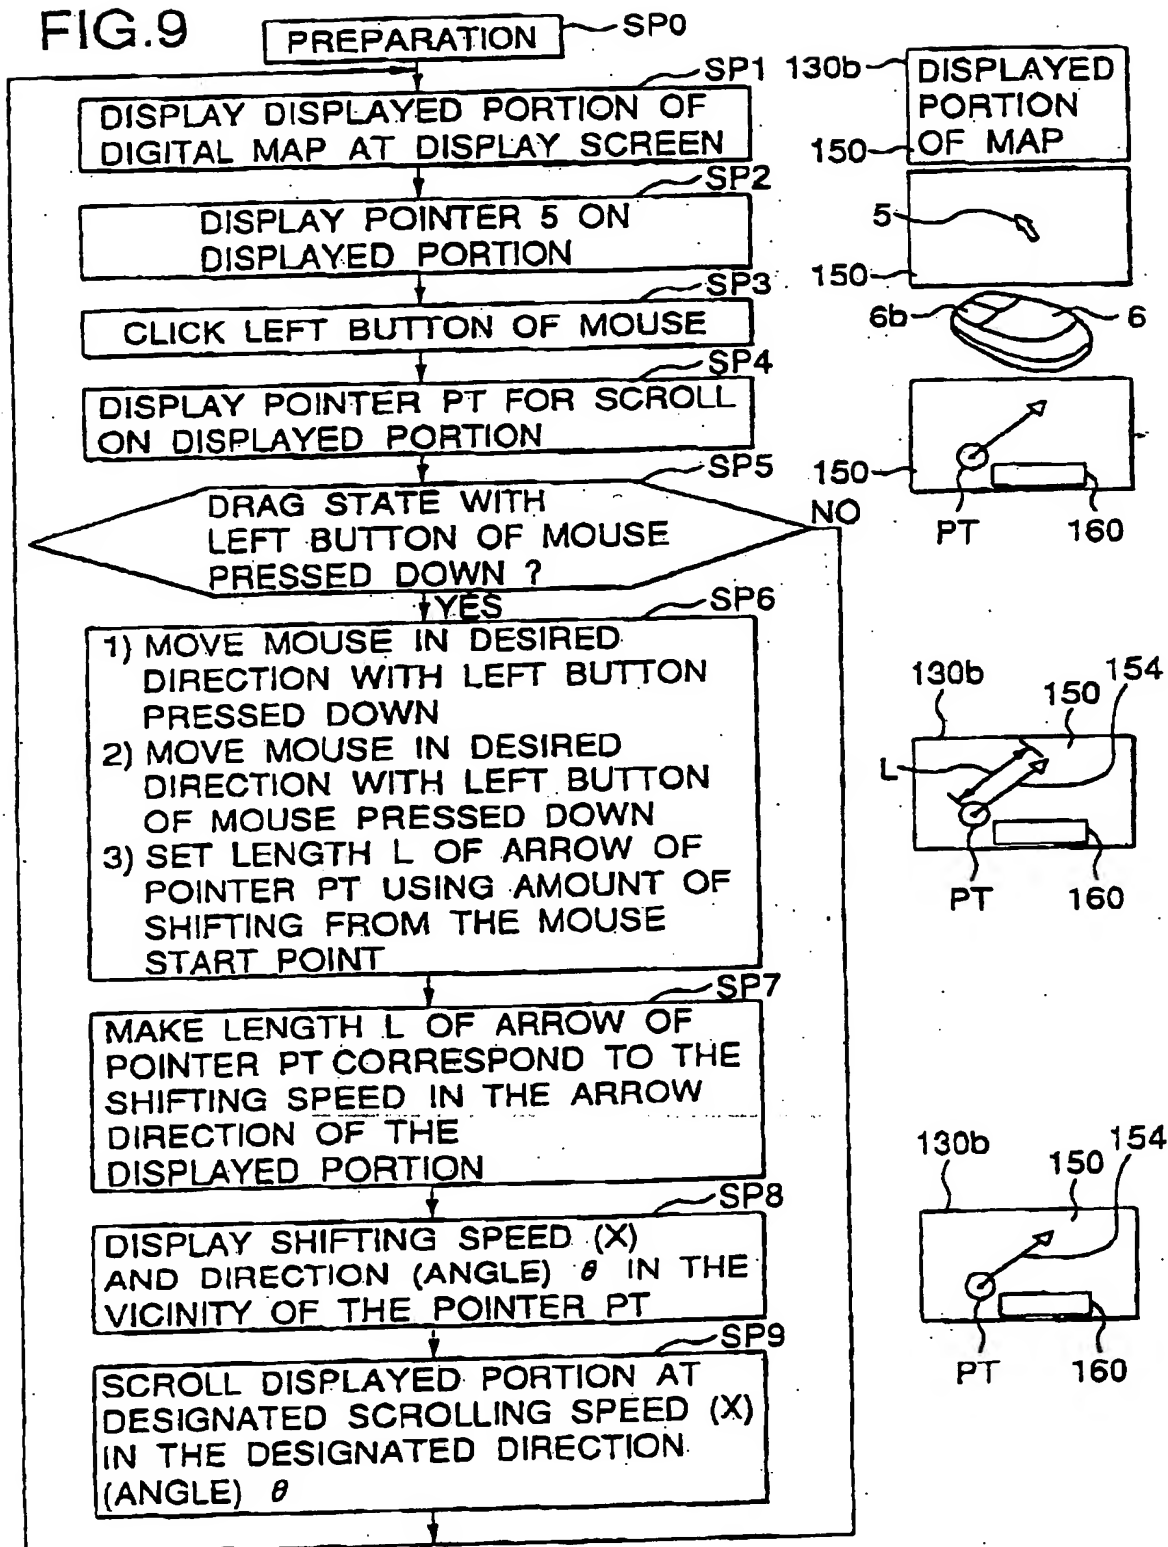 FIG.9
PREPARATION
SP0
SP1
DISPLAY DISPLAYED PORTION OF
DIGITAL MAP AT DISPLAY SCREEN
130b
DISPLAYED
PORTION
OF MAP
150
SP2
DISPLAY POINTER 5 ON
DISPLAYED PORTION
5
150
SP3
CLICK LEFT BUTTON OF MOUSE
6b
6
SP4
DISPLAY POINTER PT FOR SCROLL
ON DISPLAYED PORTION
150
PT
160
SP5
DRAG STATE WITH
LEFT BUTTON OF MOUSE
PRESSED DOWN ?
NO
YES
SP6
1) MOVE MOUSE IN DESIRED
DIRECTION WITH LEFT BUTTON
PRESSED DOWN
2) MOVE MOUSE IN DESIRED
DIRECTION WITH LEFT BUTTON
OF MOUSE PRESSED DOWN
3) SET LENGTH L OF ARROW OF
POINTER PT USING AMOUNT OF
SHIFTING FROM THE MOUSE
START POINT
130b
150
154
L
PT
160
SP7
MAKE LENGTH L OF ARROW OF
POINTER PT CORRESPOND TO THE
SHIFTING SPEED IN THE ARROW
DIRECTION OF THE
DISPLAYED PORTION
SP8
DISPLAY SHIFTING SPEED (X)
AND DIRECTION (ANGLE) θ IN THE
VICINITY OF THE POINTER PT
130b
150
154
PT
160
SP9
SCROLL DISPLAYED PORTION AT
DESIGNATED SCROLLING SPEED (X)
IN THE DESIGNATED DIRECTION
(ANGLE) θ